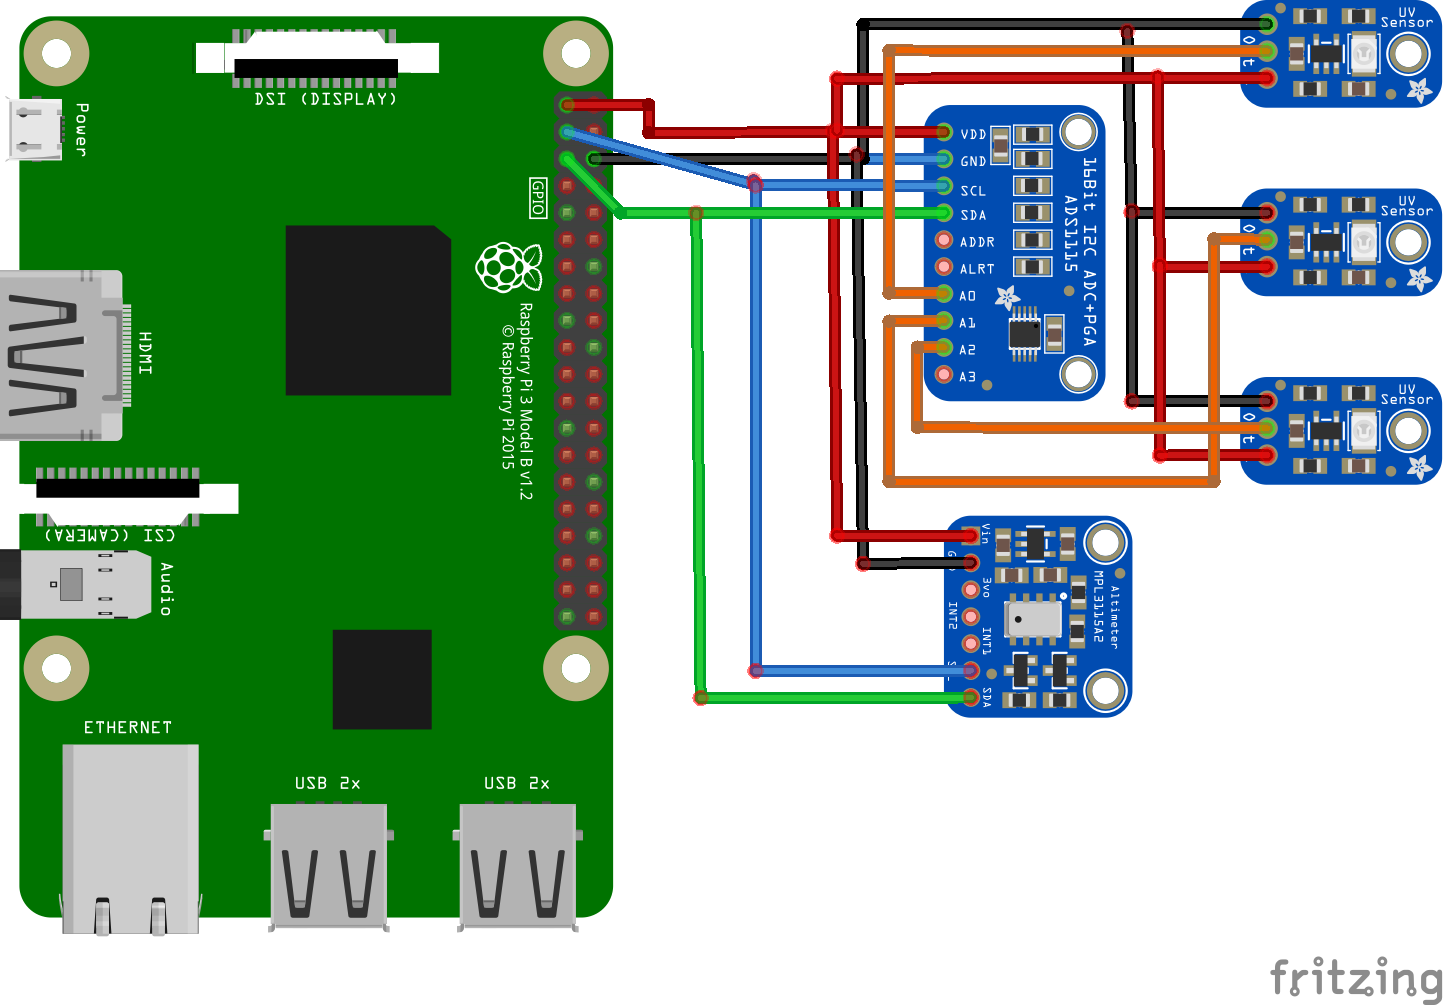 DSI (DISPLAY)
Power
HDMI
CSI (CAMERA)
Audio
ETHERNET
USB 2x
USB 2x
GPIO
Raspberry Pi 3 Model B v1.2
© Raspberry Pi 2015
VDD
GND
SCL
SDA
ADDR
ALRT
A0
A1
A2
A3
16Bit I2C ADC+PGA
ADS1115
UV
Sensor
UV
Sensor
UV
Sensor
Vin
3vo
INT2
INT1
SDA
Altimeter
MPL3115A2
fritzing